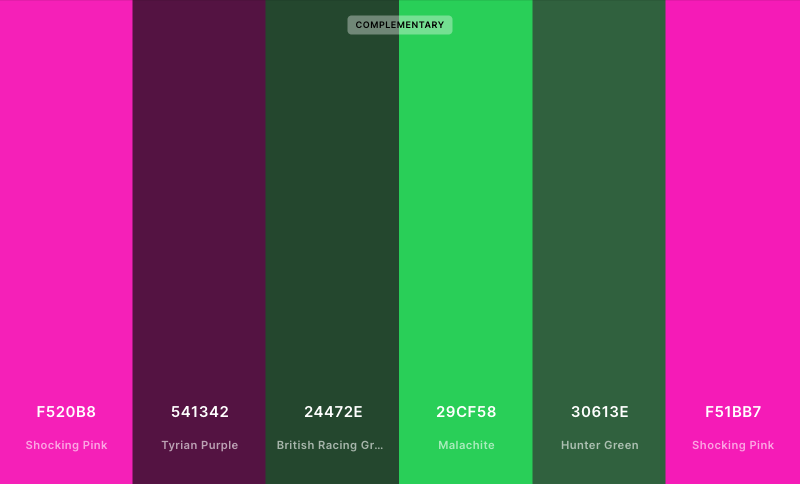 COMPLEMENTARY
F520B8
Shocking Pink
541342
Tyrian Purple
24472E
British Racing Gr...
29CF58
Malachite
30613E
Hunter Green
F51BB7
Shocking Pink